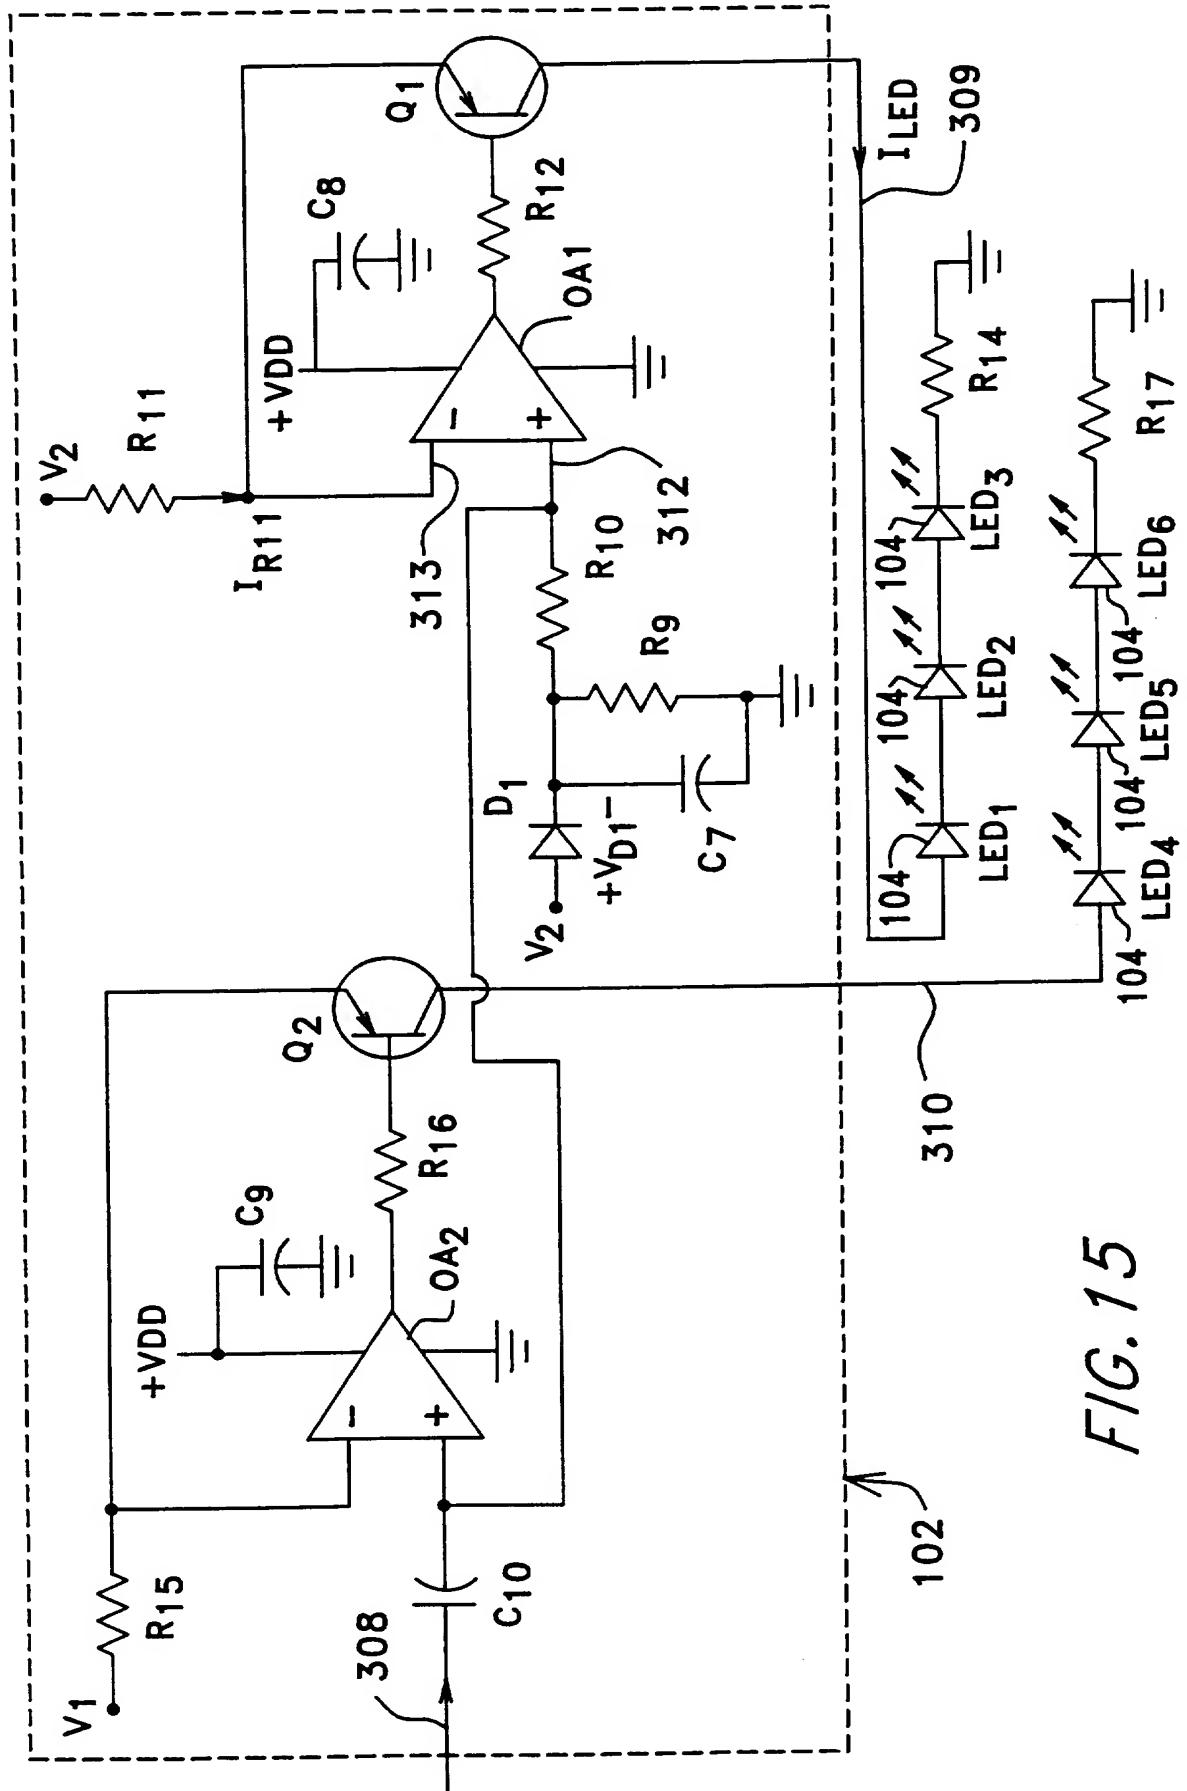 V2
R11
IR11
+VDD
C8
Q1
R12
OA1
−
+
313
312
R10
R9
D1
+VD1−
V2
C7
ILED
309
R14
104
LED3
104
LED2
104
LED1
R17
104
LED6
104
LED5
104
LED4
310
Q2
R16
C9
+VDD
OA2
−
+
R15
V1
C10
308
102
FIG. 15